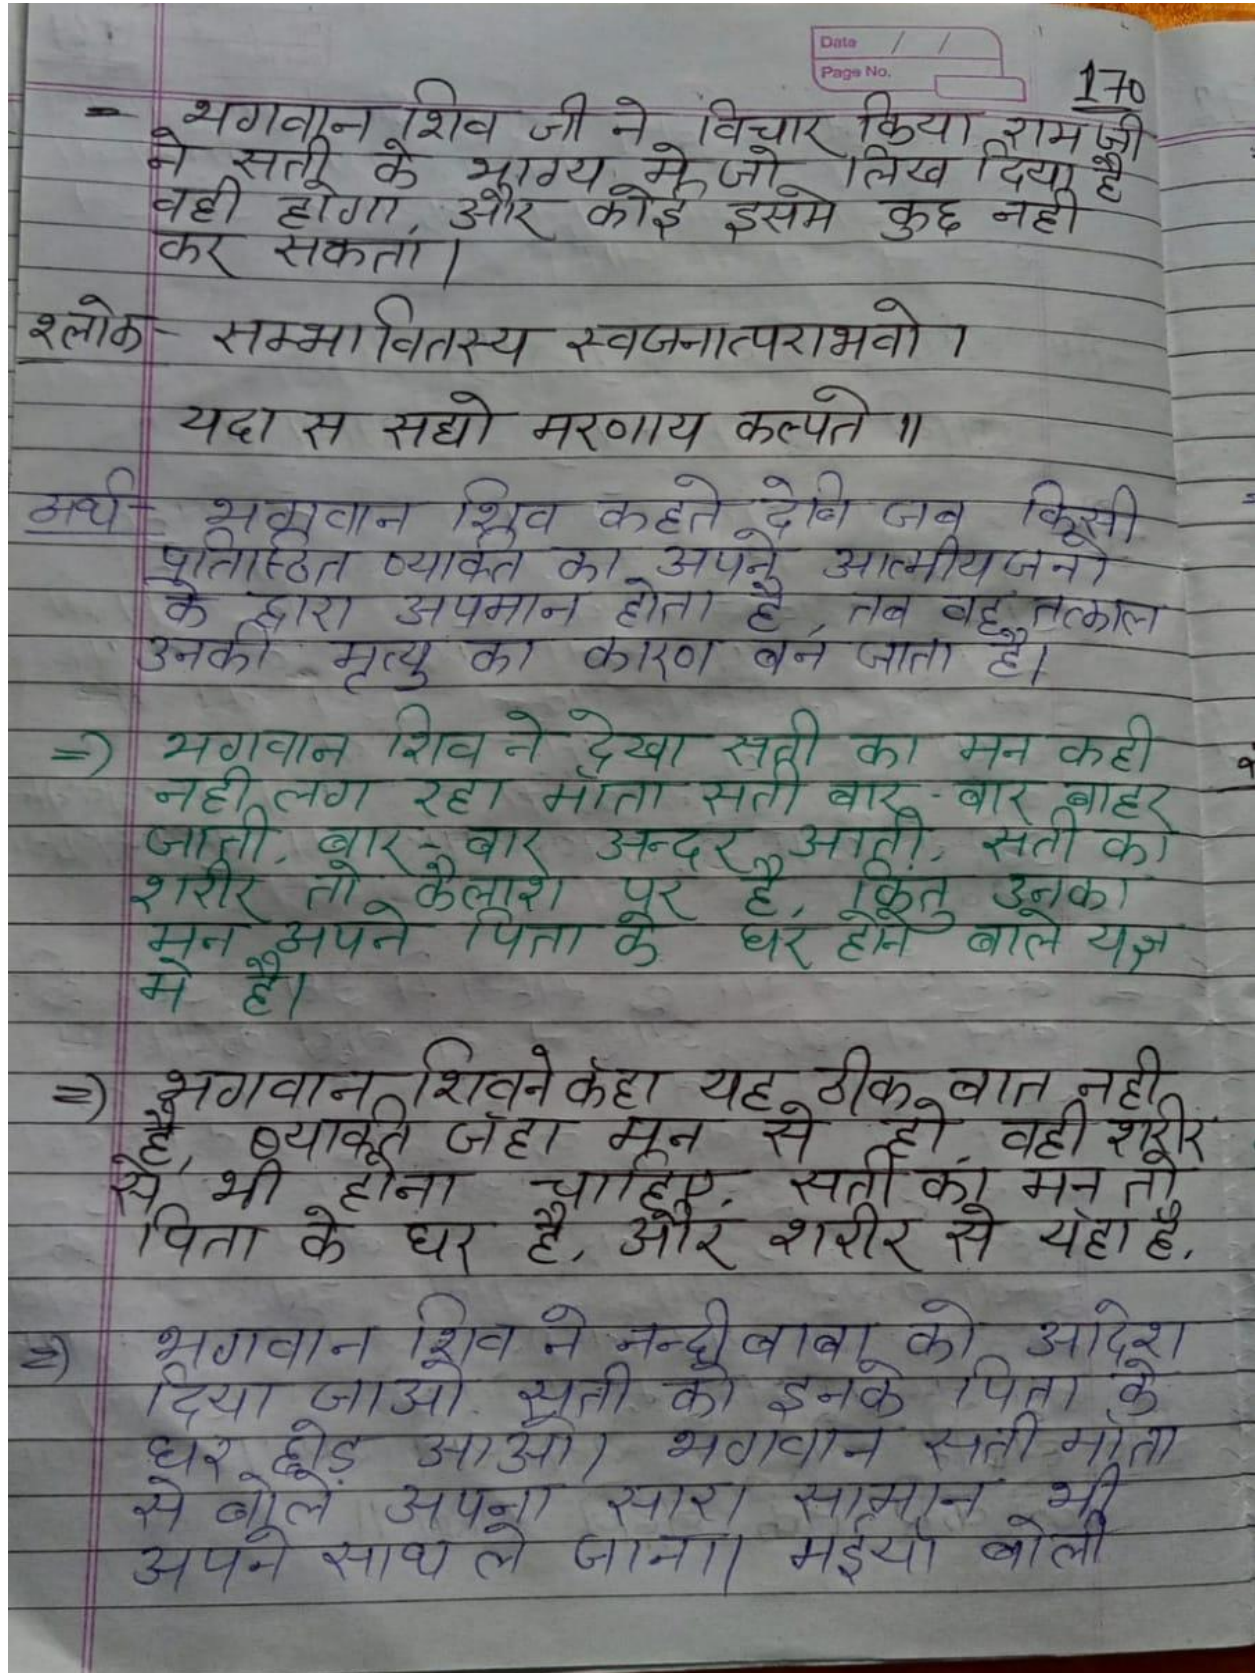 Date / /
Page No.
170
- भगवान शिव जी ने विचार किया राम जी
ने सती के भाग्य मे जो लिख दिया है
वही होगा, और कोई इसमे कुछ नही
कर सकता।
श्लोक - सम्भावितस्य स्वजनात्पराभवो ।
यदा स सद्यो मरणाय कल्पते ॥
अर्थ - भगवान शिव कहते देवि जब किसी
प्रतिष्ठित व्यक्ति का अपने आत्मीयजनो
के द्वारा अपमान होता है, तब वह तत्काल
उनकी मृत्यु का कारण बन जाता है।
=) भगवान शिव ने देखा सती का मन कही
नही लग रहा माँता सती बार-बार बाहर
जाती, बार-बार अन्दर आती, सती का
शरीर तो कैलाश पर है, किंतु उनका
मन अपने पिता के घर होने बाले यज्ञ
मे है।
=) भगवान शिवने कहा यह ठीक बात नही
है, व्यक्ति जँहा मन से हो, वही शरीर
से भी होना चाहिए, सती का मन तो
पिता के घर है, और शरीर से यँहा है,
=) भगवान शिव ने नन्दी बाबा को आदेश
दिया जाओ सती को इनके पिता के
घर छोड़ आओ। भगवान सती माँता
से बोले अपना सारा सामान भी
अपने साथ ले जाना। मईया बोली